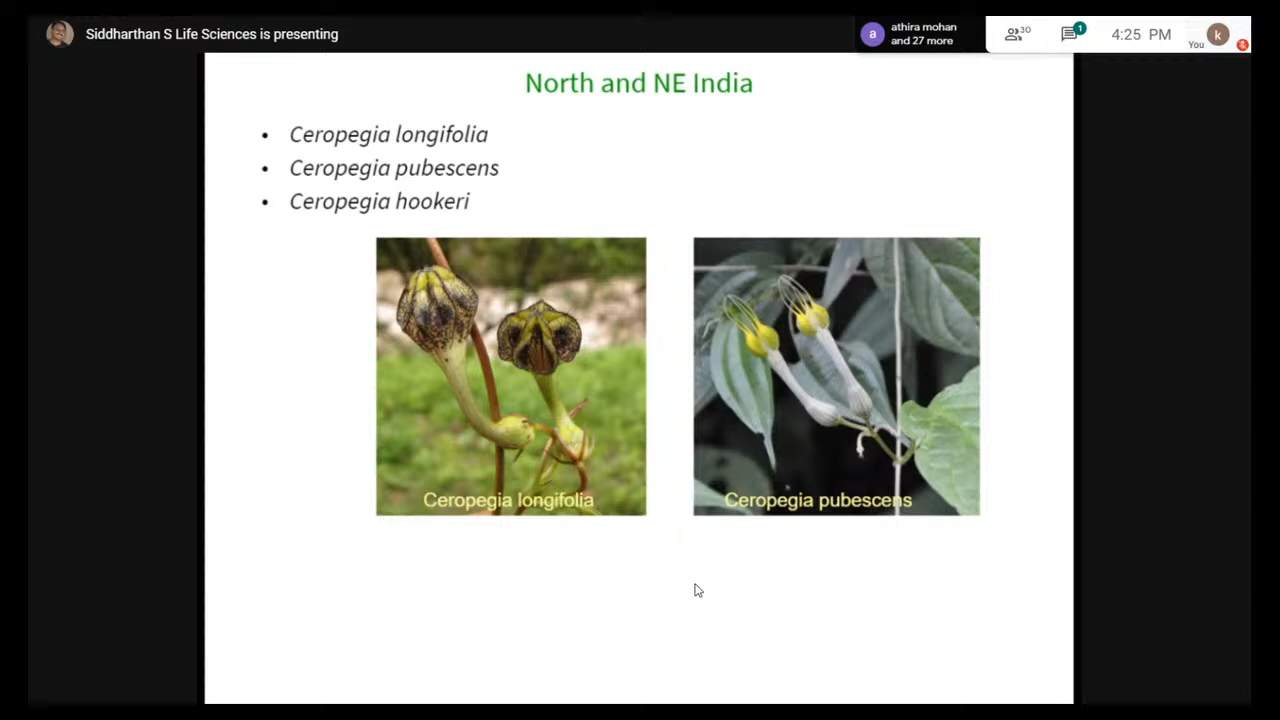 Siddharthan S Life Sciences is presenting
a
athira mohan
and 27 more
30
1
4:25 PM
You
k
North and NE India
• Ceropegia longifolia
• Ceropegia pubescens
• Ceropegia hookeri
Ceropegia longifolia
Ceropegia pubescens